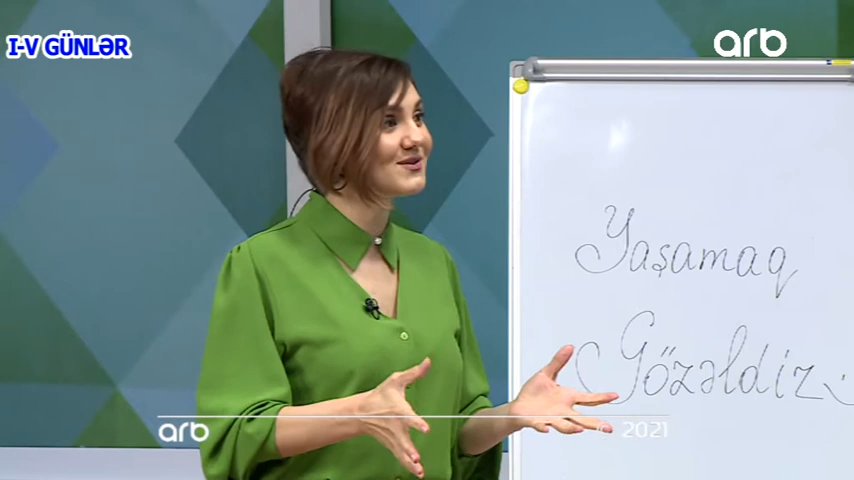 I-V GÜNLƏR
arb
Yaşamaq
Gözəldir
arb
© 2021